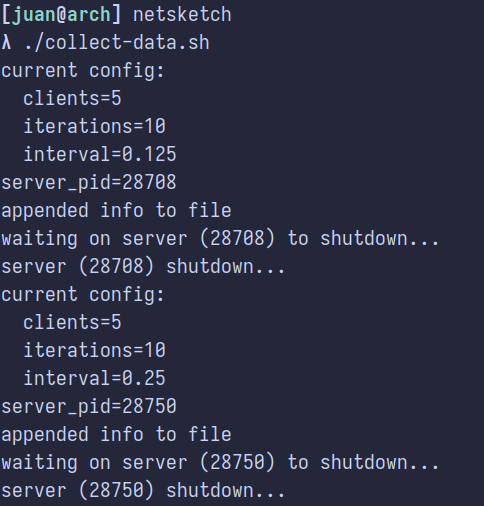 [juan@arch] netsketch
λ ./collect-data.sh
current config:
  clients=5
  iterations=10
  interval=0.125
server_pid=28708
appended info to file
waiting on server (28708) to shutdown...
server (28708) shutdown...
current config:
  clients=5
  iterations=10
  interval=0.25
server_pid=28750
appended info to file
waiting on server (28750) to shutdown...
server (28750) shutdown...